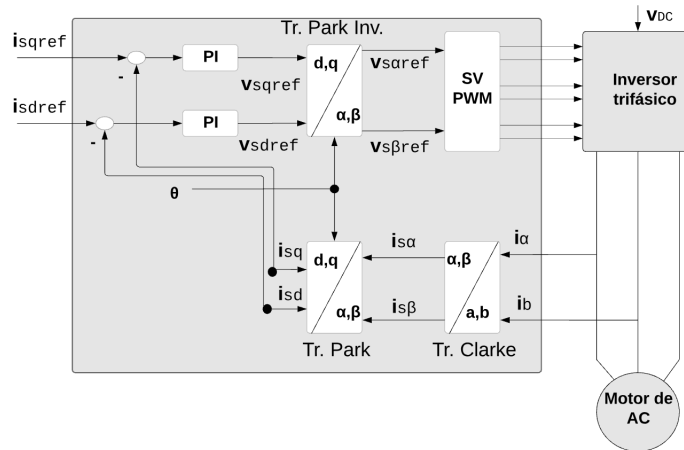 Tr. Park Inv.
vDC
isqref
PI
d,q
vsαref
SV
PWM
Inversor
trifásico
-
vsqref
isdref
PI
α,β
-
vsdref
vsβref
θ
isq
d,q
isα
α,β
iα
isd
α,β
isβ
a,b
ib
Tr. Park
Tr. Clarke
Motor de
AC